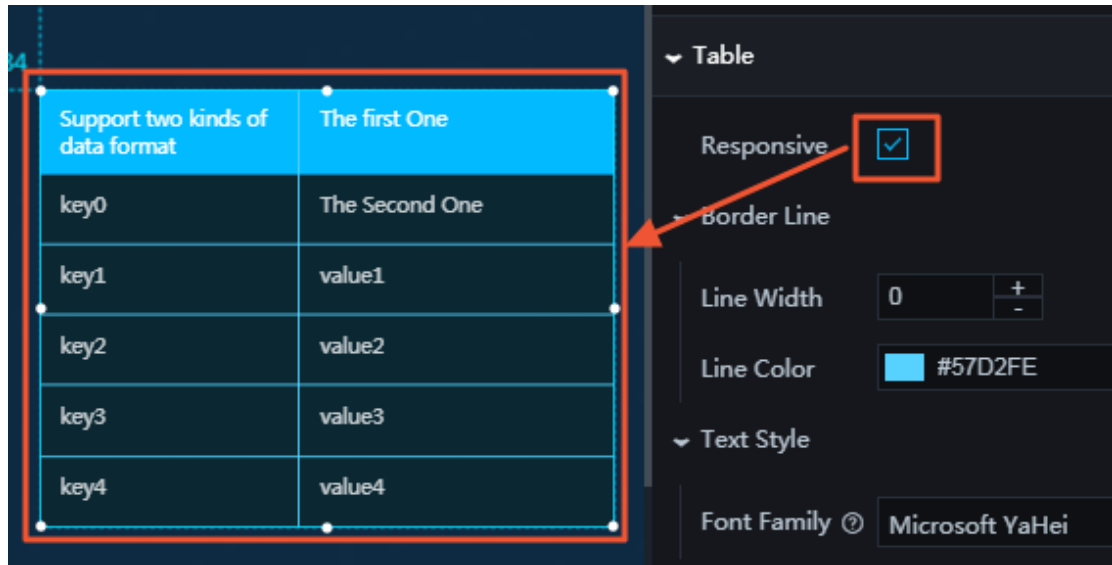 34
Support two kinds of
data format
The first One
key0
The Second One
key1
value1
key2
value2
key3
value3
key4
value4
Table
Responsive
Border Line
Line Width
0
+
-
Line Color
#57D2FE
Text Style
Font Family
?
Microsoft YaHei